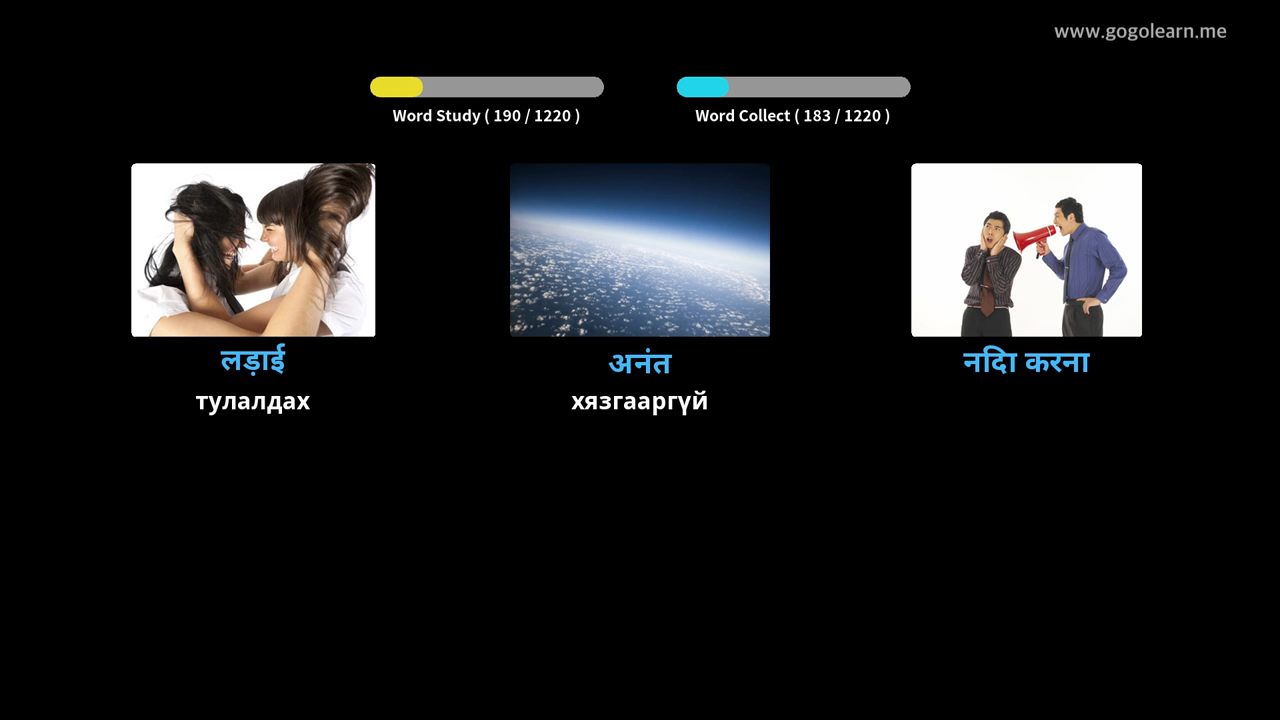 www.gogolearn.me
Word Study ( 190 / 1220 )
Word Collect ( 183 / 1220 )
लड़ाई
अनंत
नदिा करना
тулалдах
хязгааргүй